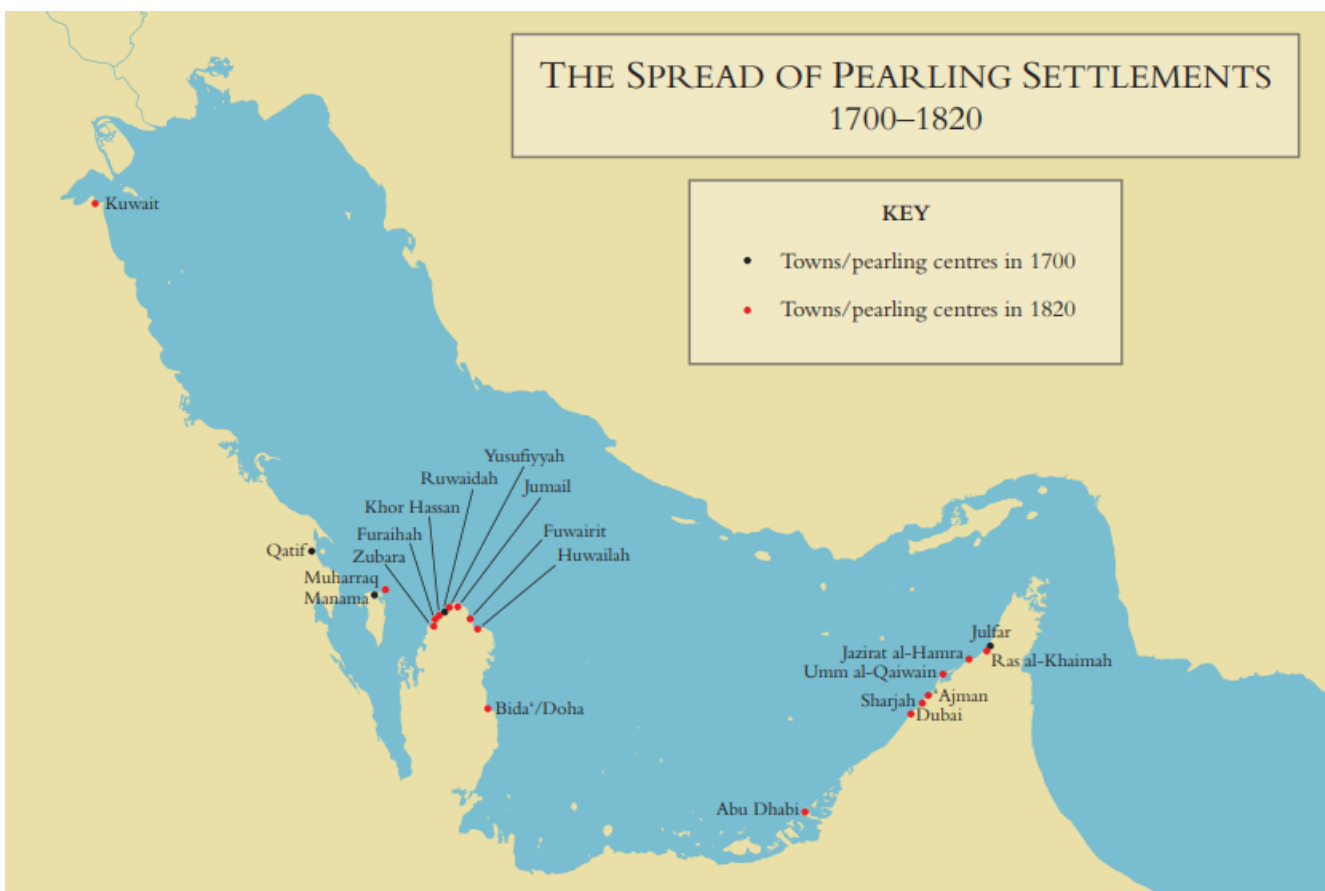 THE SPREAD OF PEARLING SETTLEMENTS
1700–1820
KEY
Towns/pearling centres in 1700
Towns/pearling centres in 1820
Kuwait
Yusufiyyah
Ruwaidah
Jumail
Khor Hassan
Furaihah
Fuwairit
Zubara
Huwailah
Qatif
Muharraq
Manama
Bida‘/Doha
Julfar
Jazirat al-Hamra
Ras al-Khaimah
Umm al-Qaiwain
‘Ajman
Sharjah
Dubai
Abu Dhabi